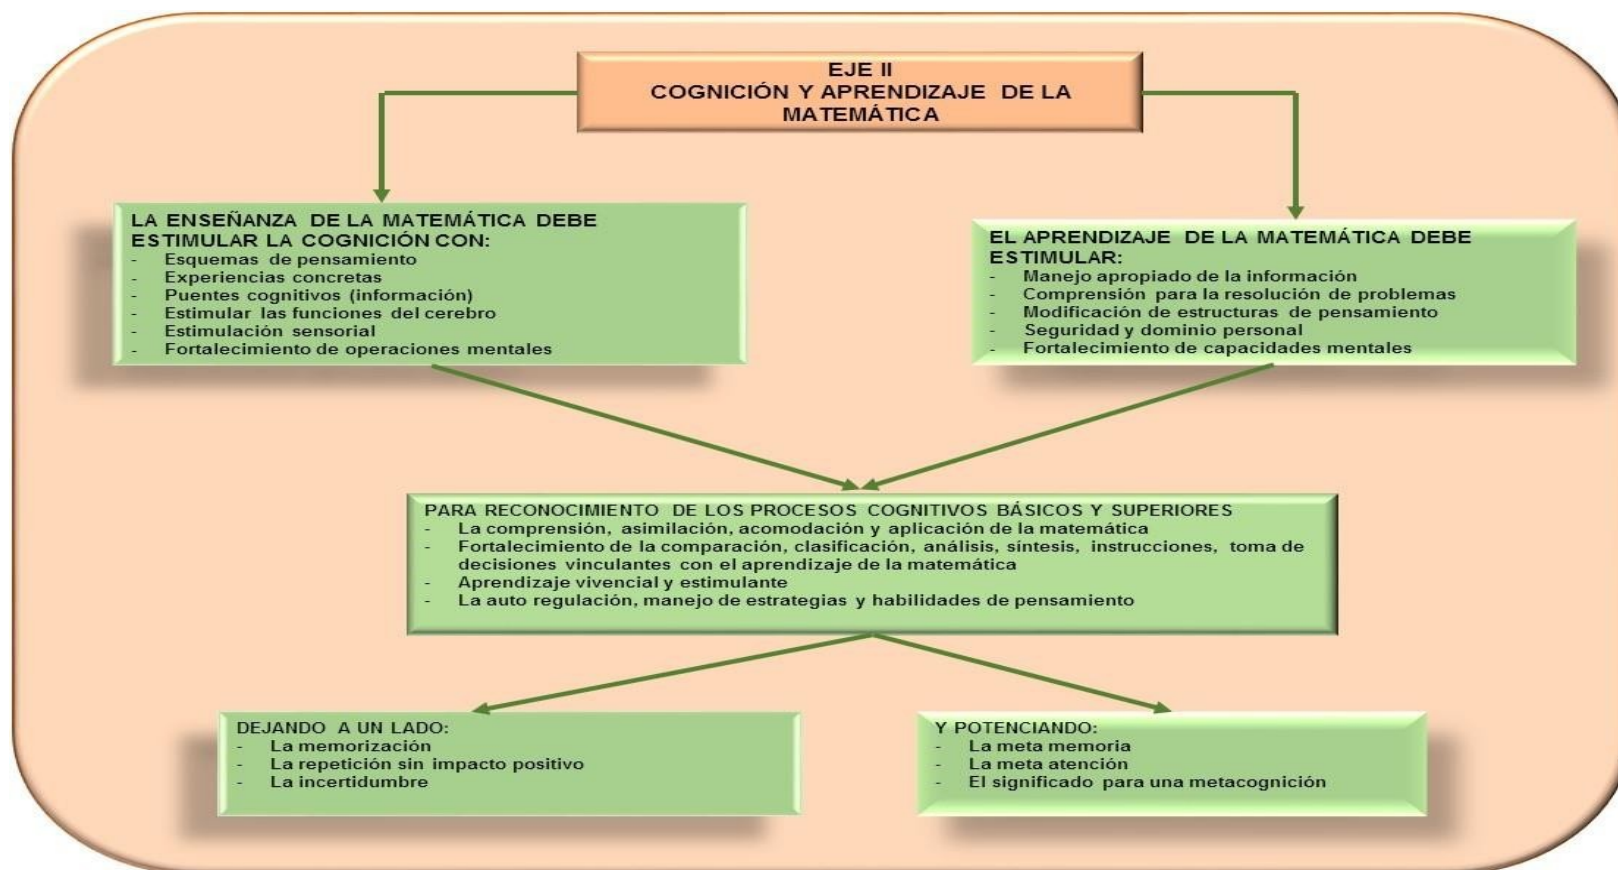 EJE II
COGNICIÓN Y APRENDIZAJE DE LA
MATEMÁTICA
LA ENSEÑANZA DE LA MATEMÁTICA DEBE
ESTIMULAR LA COGNICIÓN CON:
- Esquemas de pensamiento
- Experiencias concretas
- Puentes cognitivos (información)
- Estimular las funciones del cerebro
- Estimulación sensorial
- Fortalecimiento de operaciones mentales
EL APRENDIZAJE DE LA MATEMÁTICA DEBE
ESTIMULAR:
- Manejo apropiado de la información
- Comprensión para la resolución de problemas
- Modificación de estructuras de pensamiento
- Seguridad y dominio personal
- Fortalecimiento de capacidades mentales
PARA RECONOCIMIENTO DE LOS PROCESOS COGNITIVOS BÁSICOS Y SUPERIORES
- La comprensión, asimilación, acomodación y aplicación de la matemática
- Fortalecimiento de la comparación, clasificación, análisis, síntesis, instrucciones, toma de
decisiones vinculantes con el aprendizaje de la matemática
- Aprendizaje vivencial y estimulante
- La auto regulación, manejo de estrategias y habilidades de pensamiento
DEJANDO A UN LADO:
- La memorización
- La repetición sin impacto positivo
- La incertidumbre
Y POTENCIANDO:
- La meta memoria
- La meta atención
- El significado para una metacognición